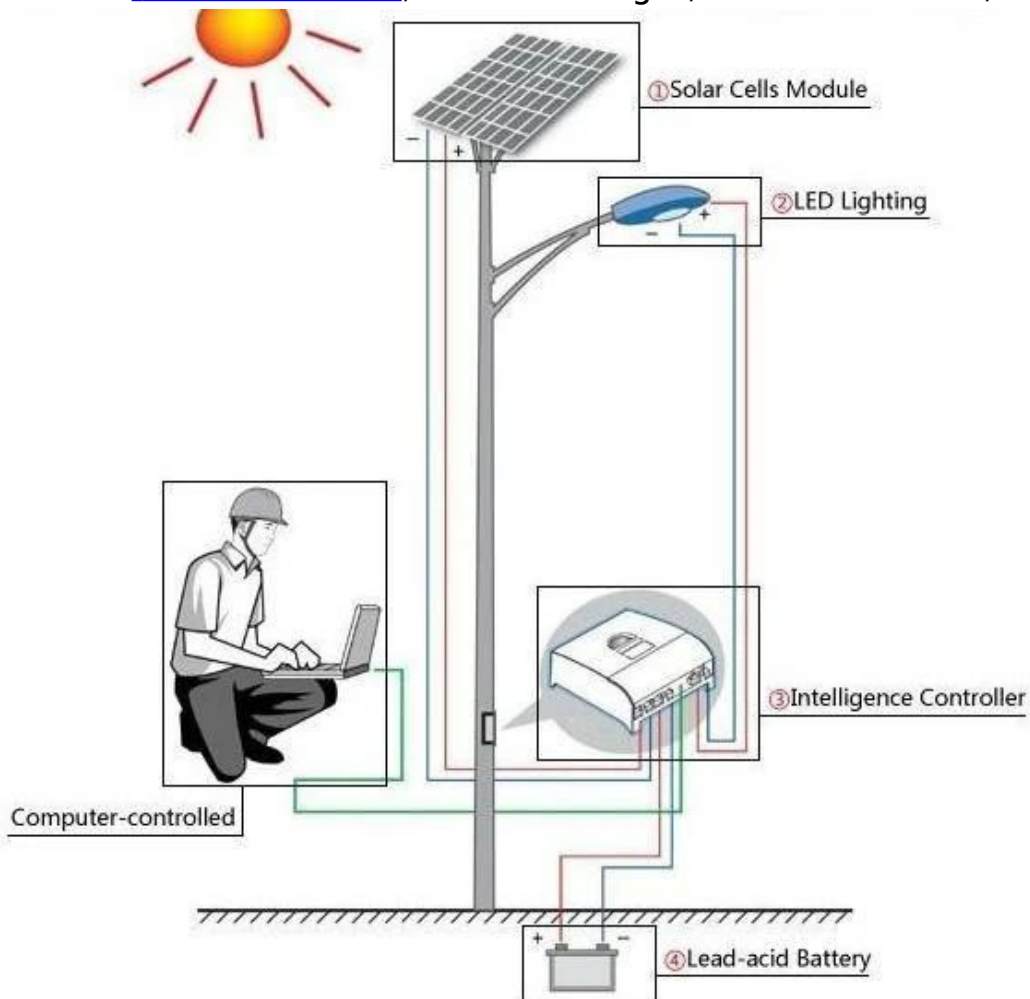 ①Solar Cells Module
−
+
②LED Lighting
+
−
③Intelligence Controller
Computer-controlled
+ −
④Lead-acid Battery